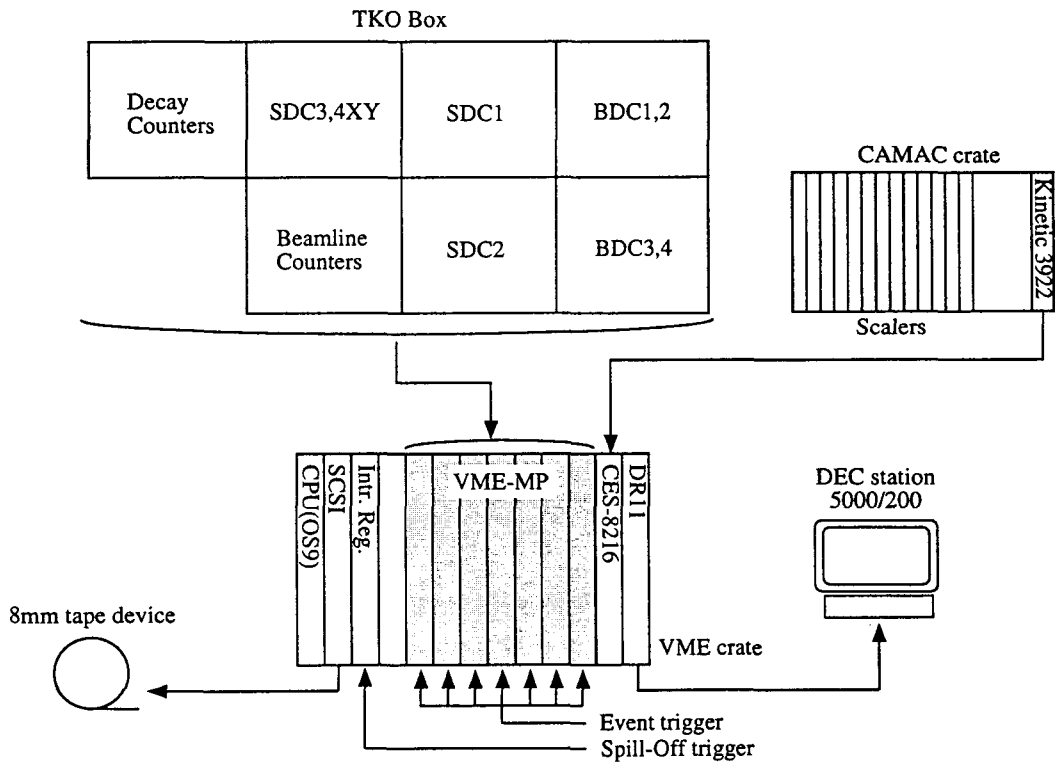 TKO Box
Decay
Counters
SDC3,4XY
SDC1
BDC1,2
Beamline
Counters
SDC2
BDC3,4
CAMAC crate
Kinetic 3922
Scalers
CPU(OS9)
SCSI
Intr. Reg.
VME-MP
CES-8216
DR11
DEC station
5000/200
8mm tape device
VME crate
Event trigger
Spill-Off trigger